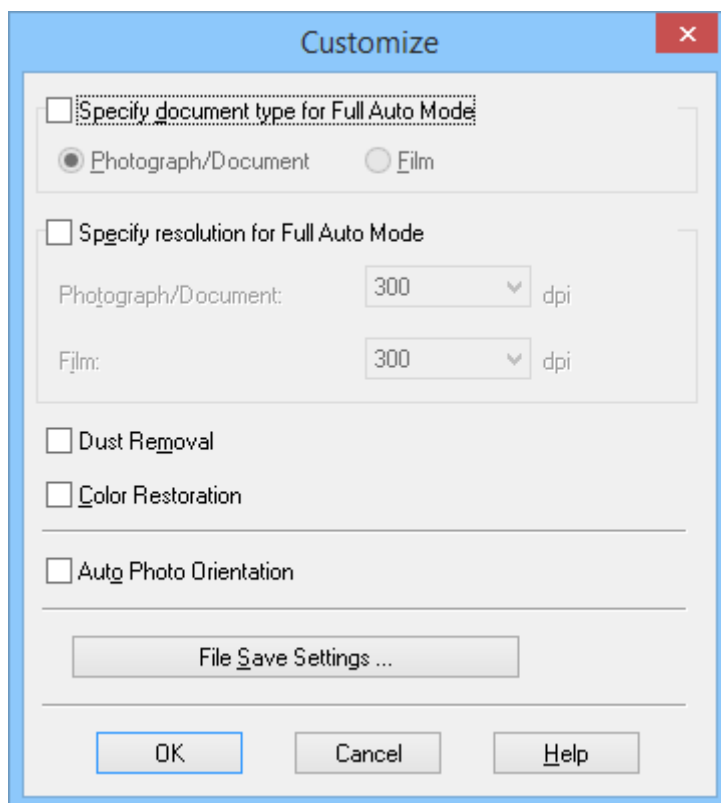 Customize
Specify document type for Full Auto Mode
Photograph/Document Film
Specify resolution for Full Auto Mode
Photograph/Document: 300 dpi
Film: 300 dpi
Dust Removal
Color Restoration
Auto Photo Orientation
File Save Settings ...
OK Cancel Help